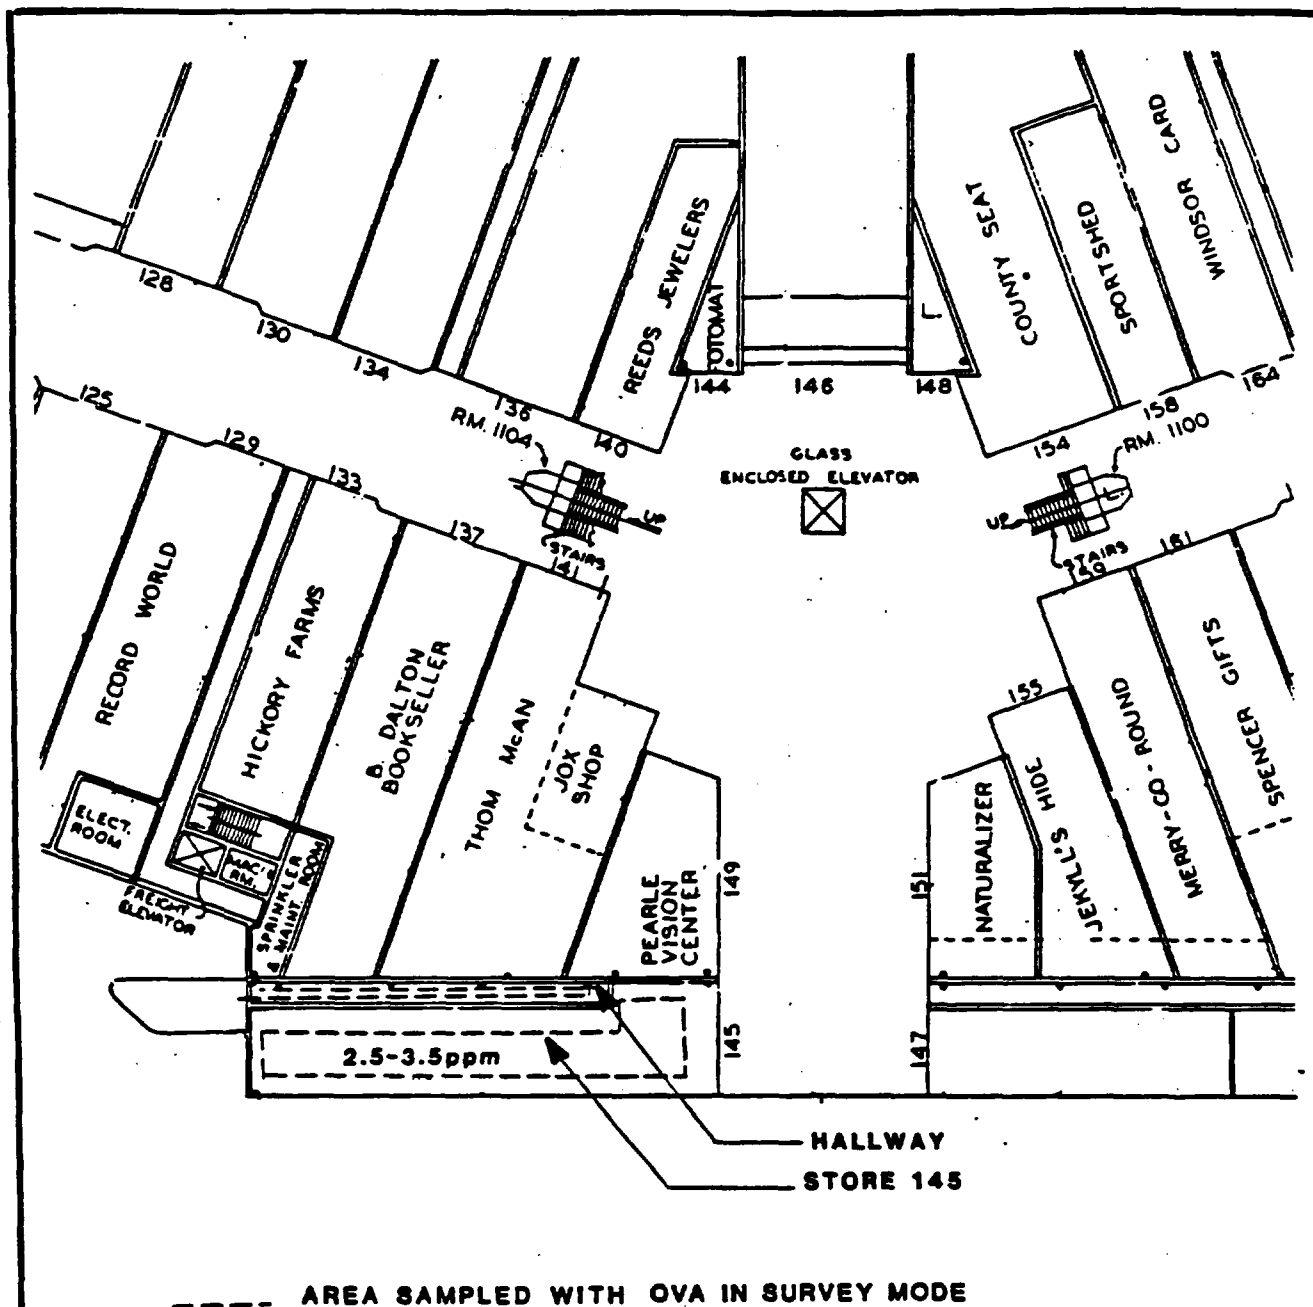 WINDSOR CARD
SPORTSHED
COUNTY SEAT
REEDS JEWELERS
FOTOMAT
128
130
134
136
140
144
146
148
154
158
164
RM. 1104
RM. 1100
GLASS
ENCLOSED ELEVATOR
125
129
133
137
141
UP
STAIRS
UP
STAIRS
159
161
155
RECORD WORLD
HICKORY FARMS
B. DALTON
BOOKSELLER
THOM McAN
JOX
SHOP
NATURALIZER
JEKYLL'S HIDE
MERRY-GO-ROUND
SPENCER GIFTS
ELECT.
ROOM
MAC'S
RM.
FREIGHT
ELEVATOR
SPRINKLER
& MAINT. ROOM
PEARLE
VISION
CENTER
149
151
145
147
2.5-3.5ppm
HALLWAY
STORE 145
AREA SAMPLED WITH OVA IN SURVEY MODE